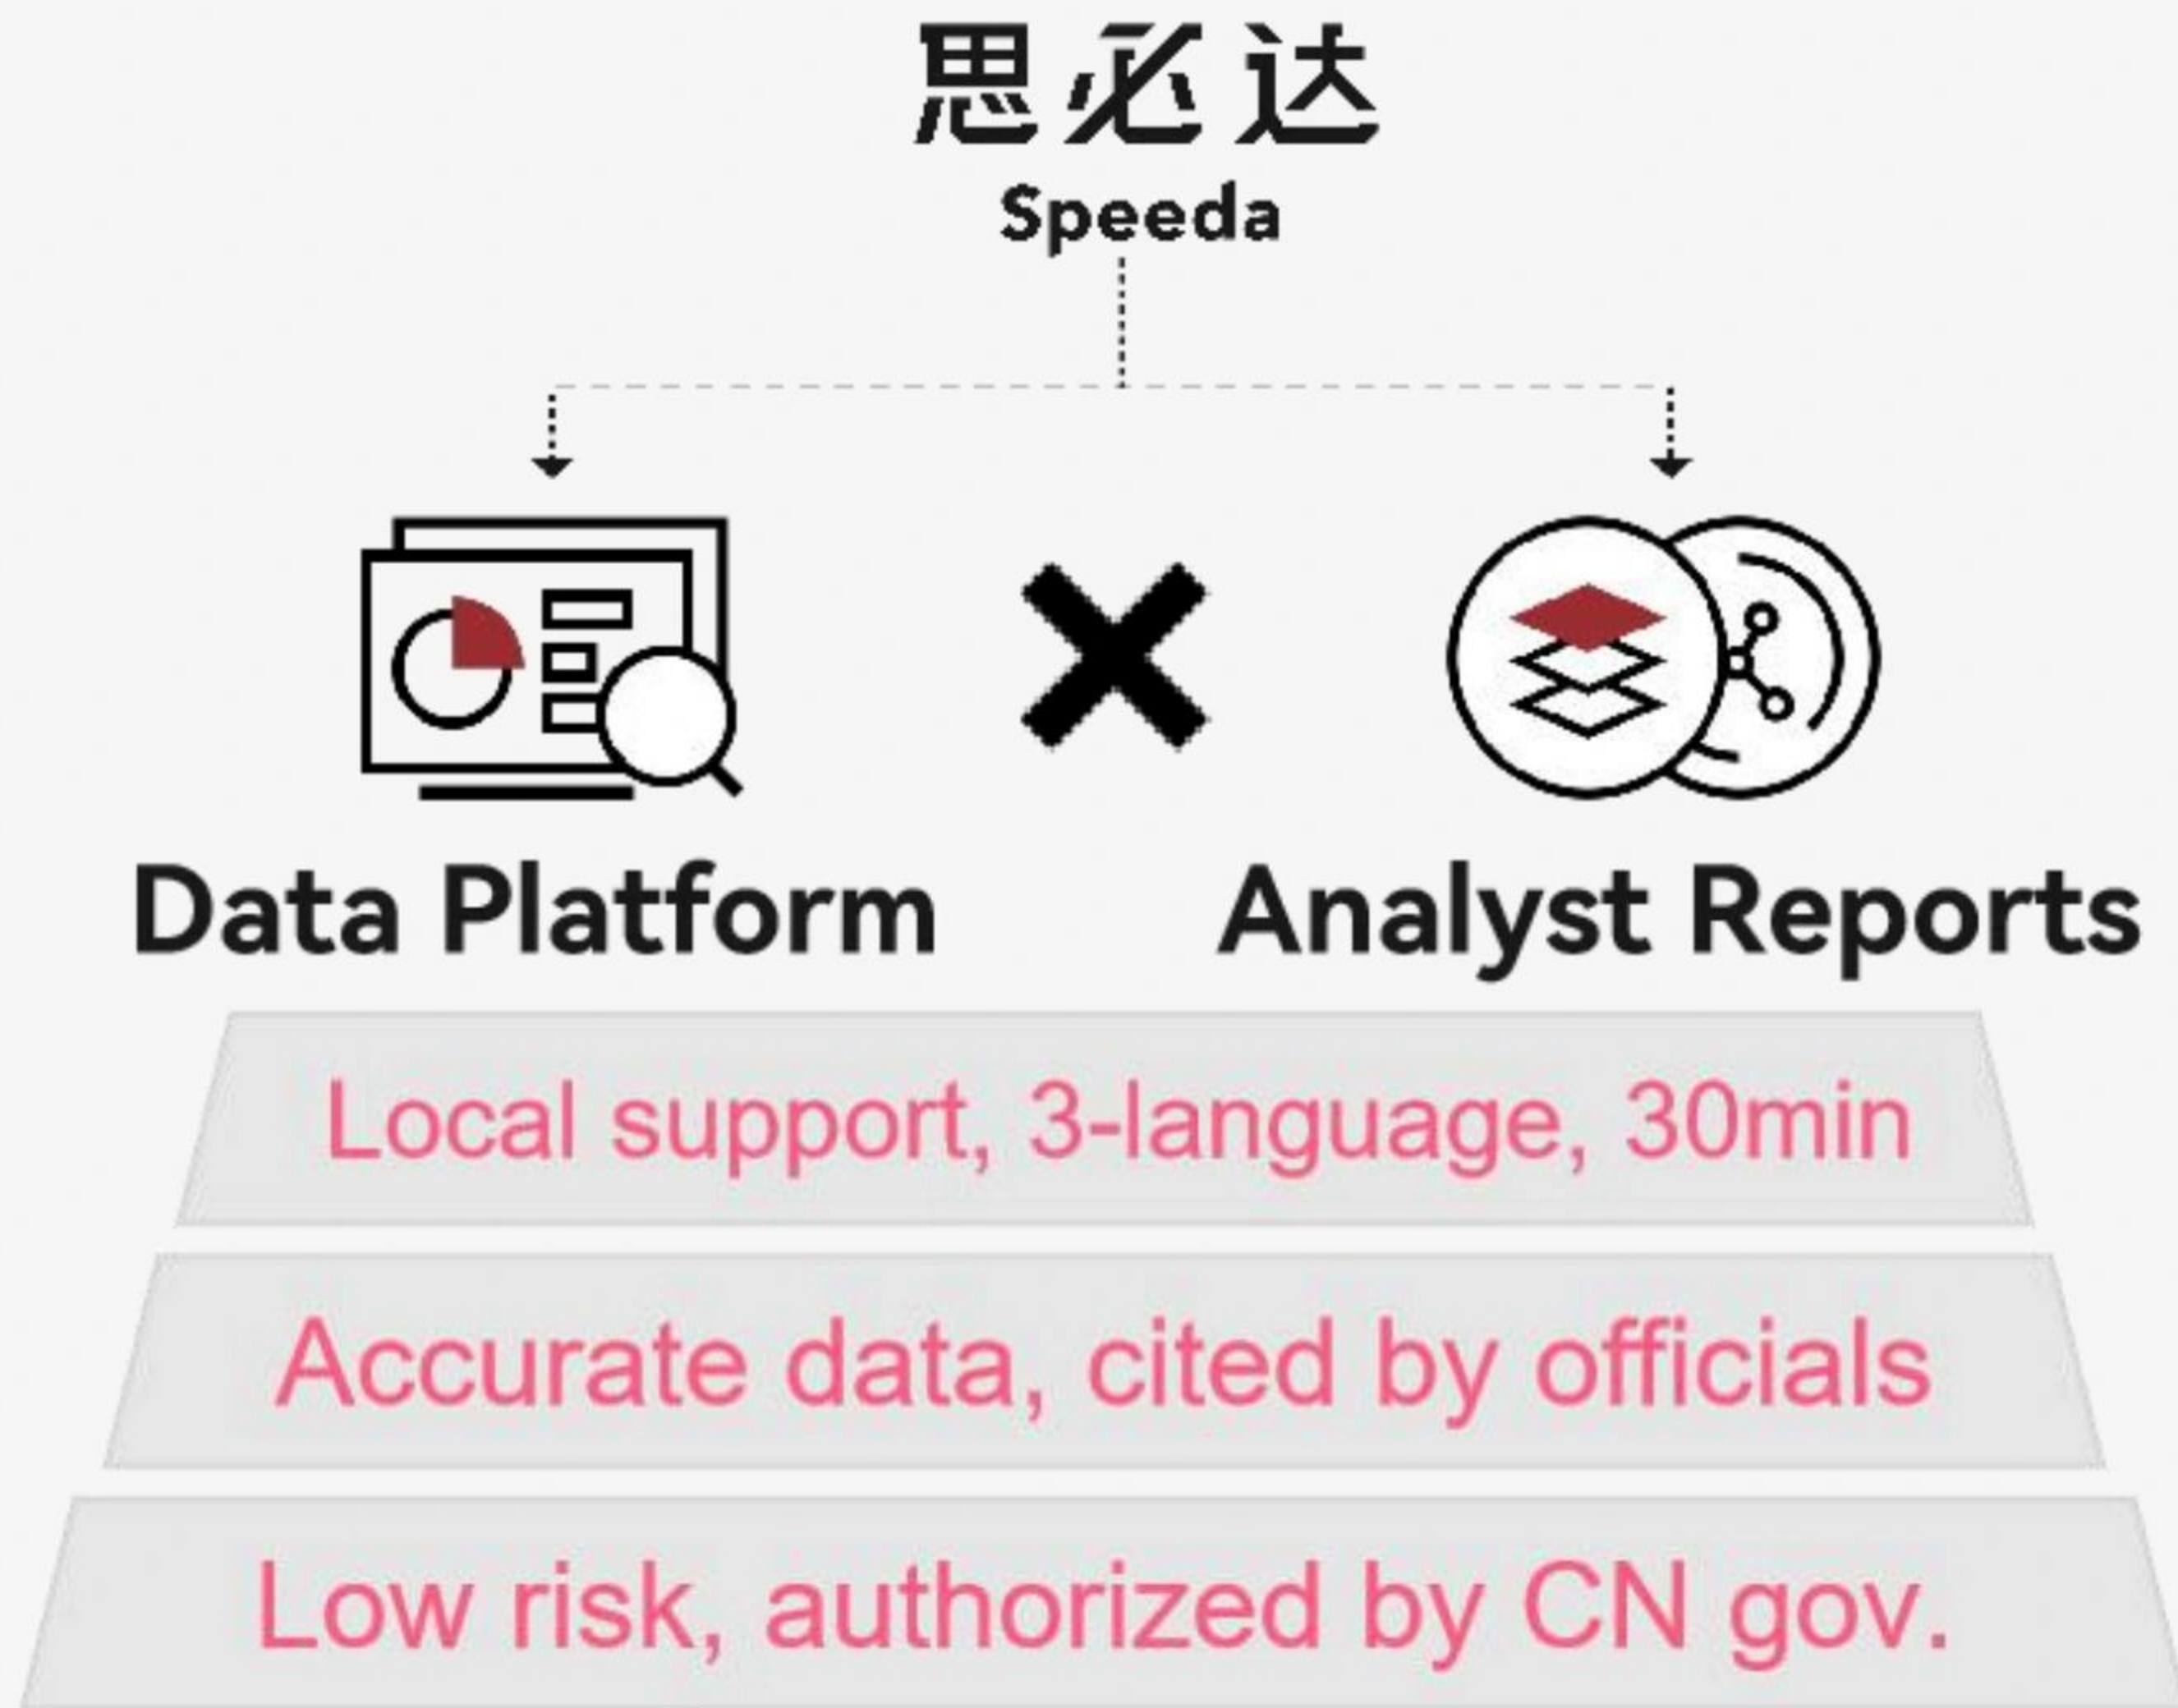 思必达
Speeda
Data Platform
Analyst Reports
Local support, 3-language, 30min
Accurate data, cited by officials
Low risk, authorized by CN gov.